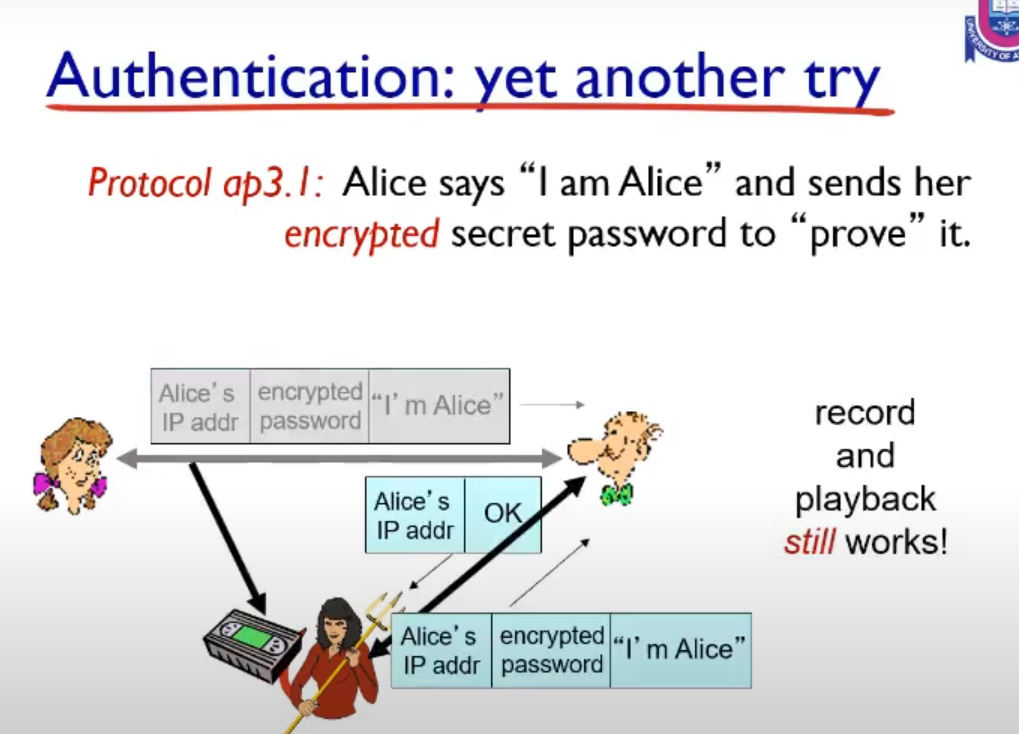 Authentication: yet another try
Protocol ap3.1: Alice says “I am Alice” and sends her
encrypted secret password to “prove” it.
Alice’s
IP addr
encrypted
password
“I’m Alice”
record
and
playback
still works!
Alice’s
IP addr
OK
Alice’s
IP addr
encrypted
password
“I’m Alice”
UNIVERSITY OF